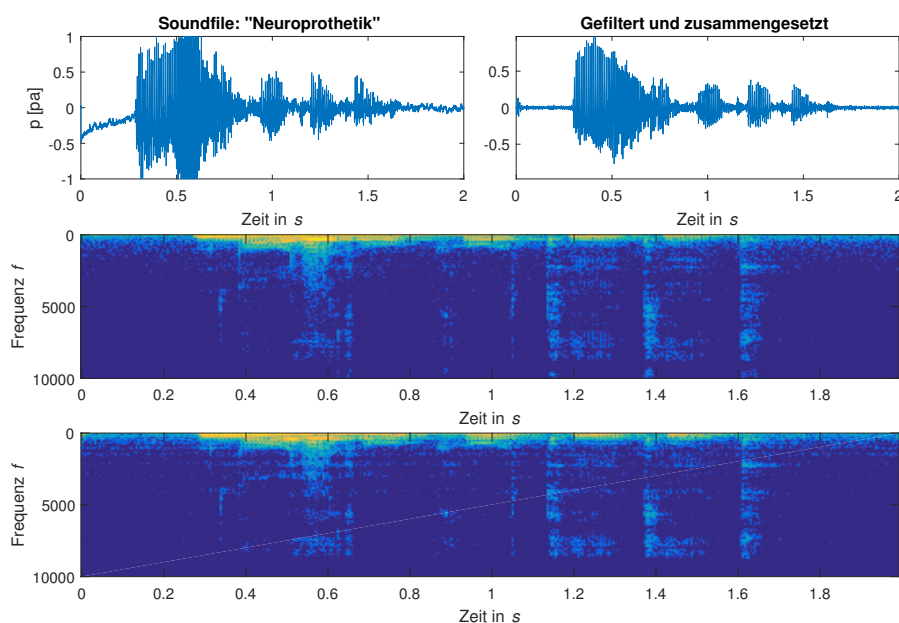 Soundfile: "Neuroprothetik"
1
0.5
0
-0.5
-1
p [pa]
0 0.5 1 1.5 2
Zeit in s
Gefiltert und zusammengesetzt
0.5
0
-0.5
0 0.5 1 1.5 2
Zeit in s
0
5000
10000
Frequenz f
0 0.2 0.4 0.6 0.8 1 1.2 1.4 1.6 1.8
Zeit in s
0
5000
10000
Frequenz f
0 0.2 0.4 0.6 0.8 1 1.2 1.4 1.6 1.8
Zeit in s